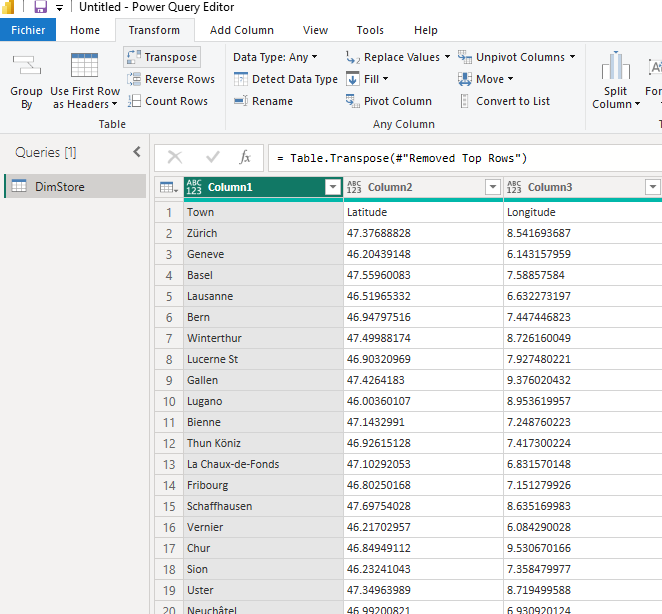 Untitled - Power Query Editor
Fichier Home Transform Add Column View Tools Help
Group By
Use First Row as Headers
Transpose
Reverse Rows
Count Rows
Table
Data Type: Any
Detect Data Type
Rename
Replace Values
Fill
Pivot Column
Unpivot Columns
Move
Convert to List
Any Column
Split Column
Queries [1]
DimStore
fx = Table.Transpose(#"Removed Top Rows")
ABC 123 Column1 ABC 123 Column2 ABC 123 Column3
1 Town Latitude Longitude
2 Zürich 47.37688828 8.541693687
3 Geneve 46.20439148 6.143157959
4 Basel 47.55960083 7.58857584
5 Lausanne 46.51965332 6.632273197
6 Bern 46.94797516 7.447446823
7 Winterthur 47.49988174 8.726160049
8 Lucerne St 46.90320969 7.927480221
9 Gallen 47.4264183 9.376020432
10 Lugano 46.00360107 8.953619957
11 Bienne 47.1432991 7.248760223
12 Thun Köniz 46.92615128 7.417300224
13 La Chaux-de-Fonds 47.10292053 6.831570148
14 Fribourg 46.80250168 7.151279926
15 Schaffhausen 47.69754028 8.635169983
16 Vernier 46.21702957 6.084290028
17 Chur 46.84949112 9.530670166
18 Sion 46.23241043 7.358479977
19 Uster 47.34963989 8.719499588
20 Neuchâtel 46.99200821 6.930920124